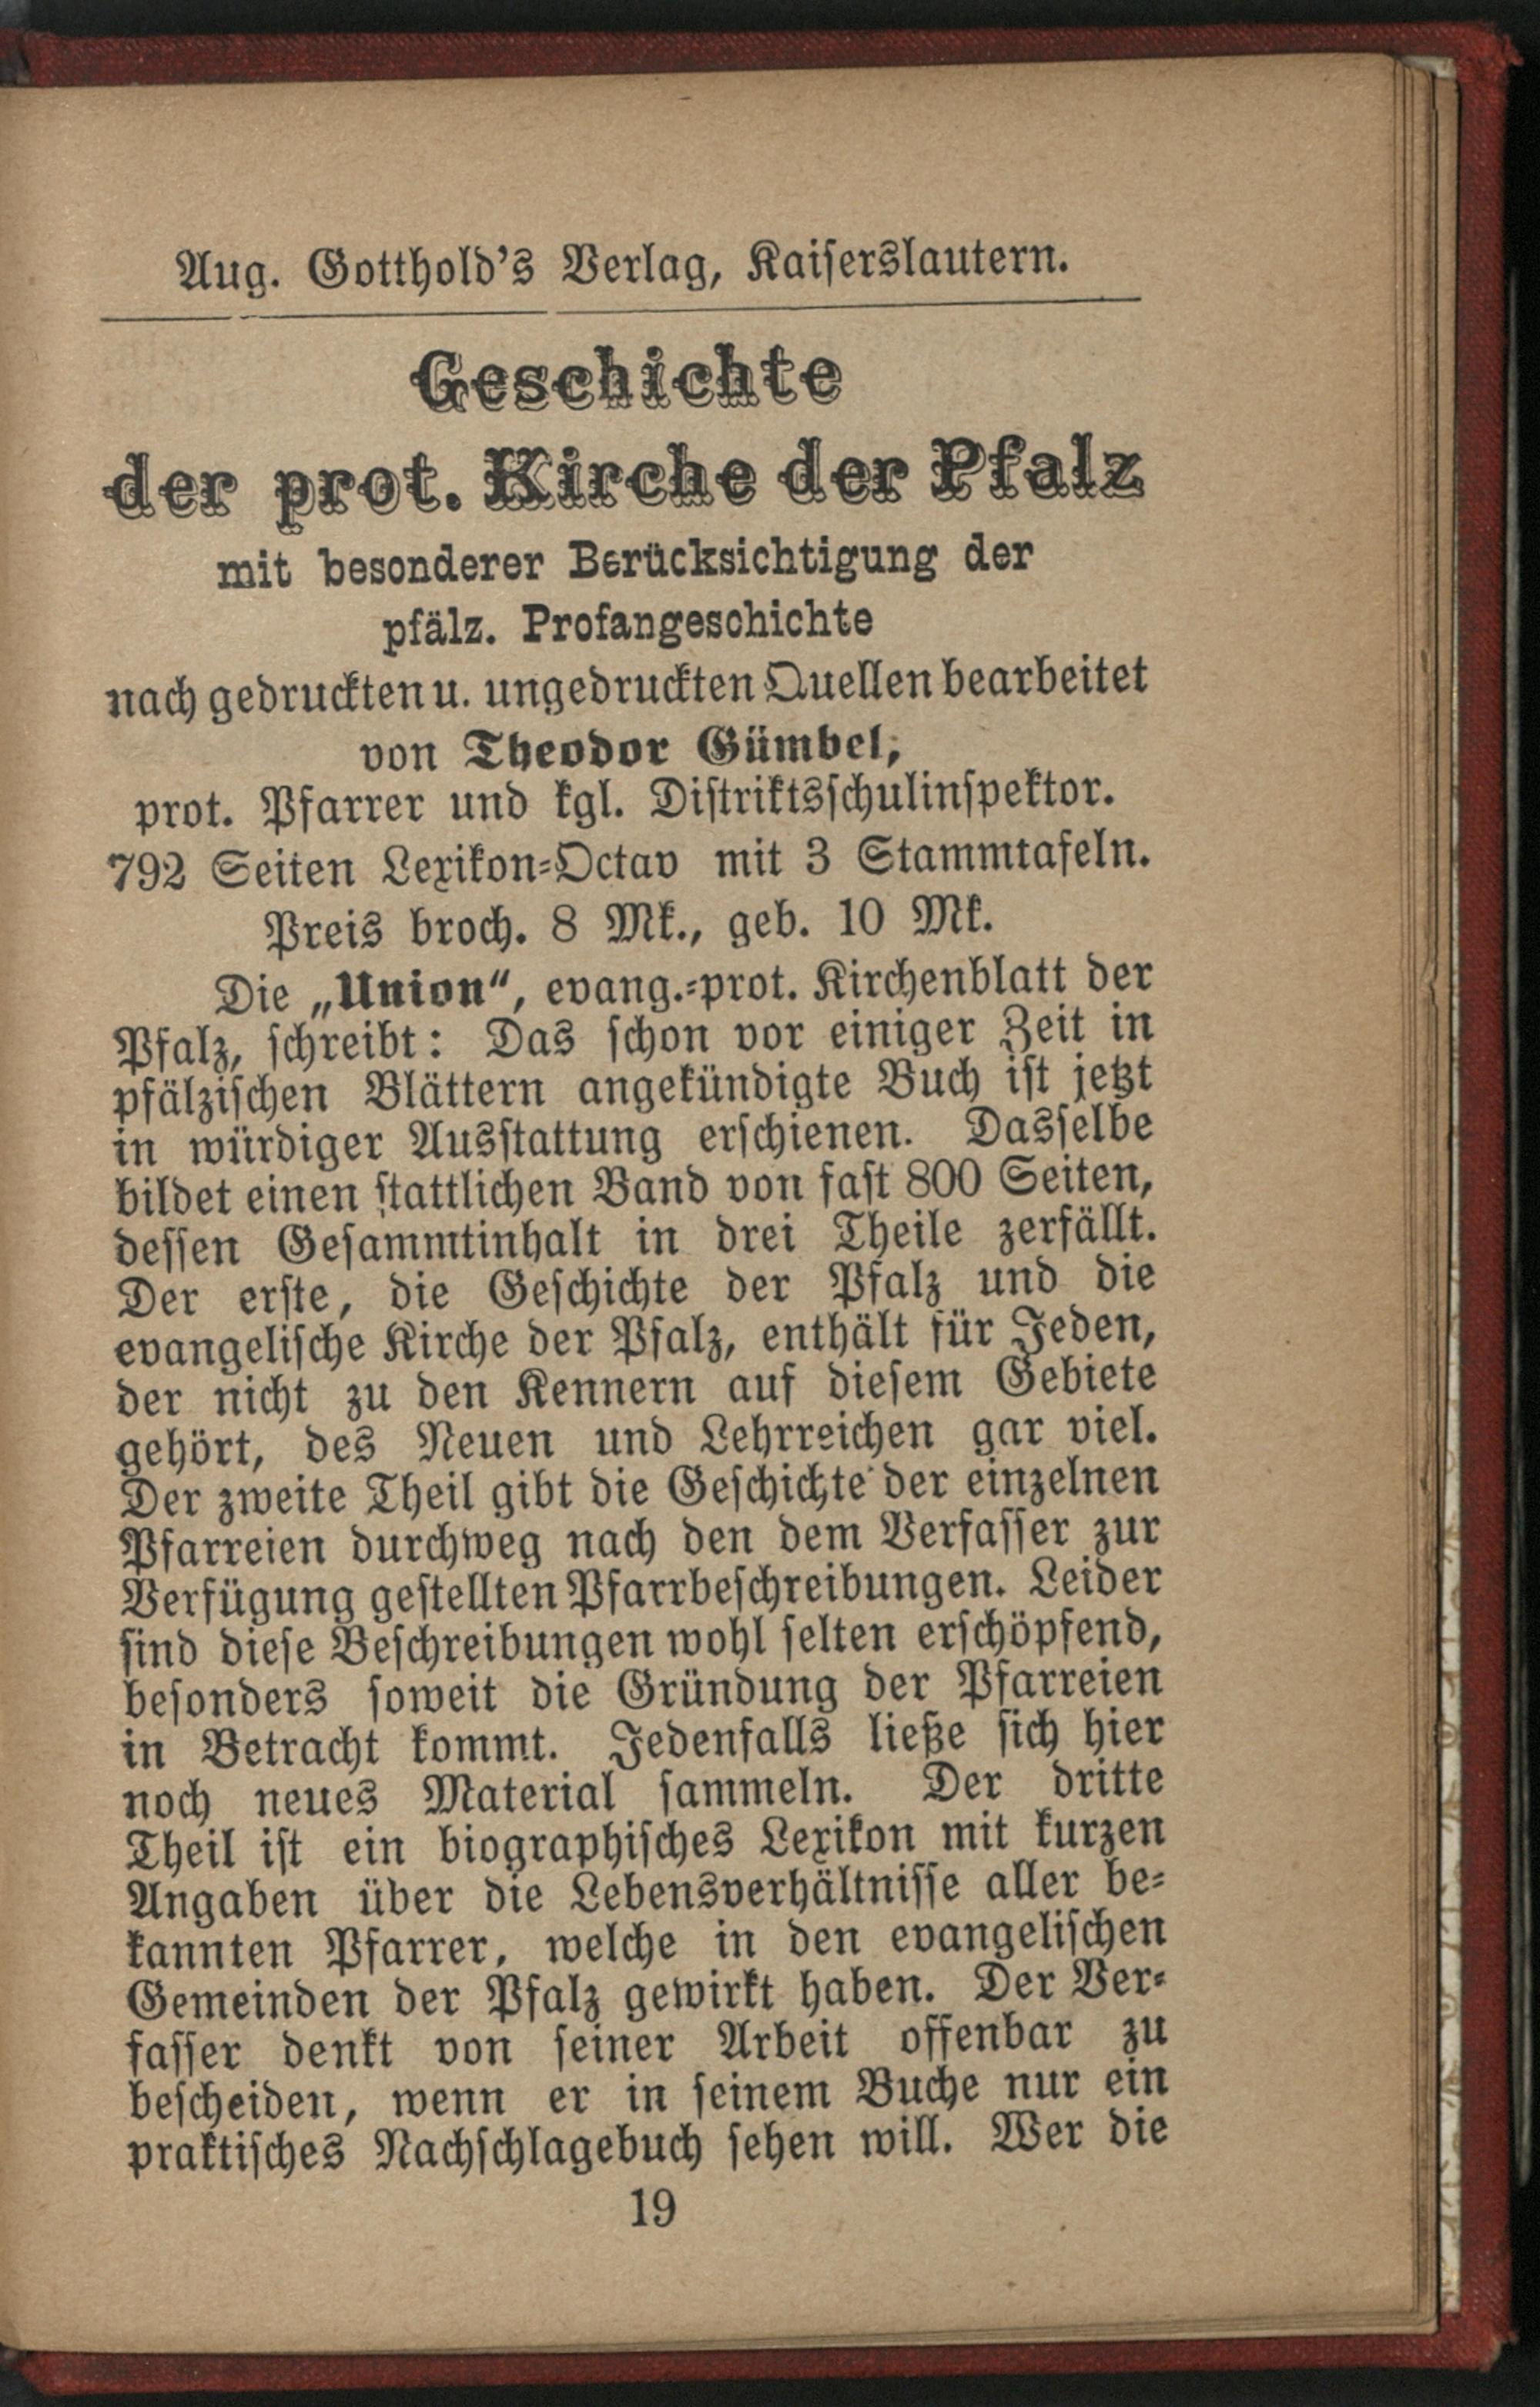 Aug. Gotthold's Verlag, Kaiserslautern.
Geschichte
der prot. Kirche der Pfalz
mit besonderer Berücksichtigung der
pfälz. Profangeschichte
nach gedruckten u. ungedruckten Quellen bearbeitet
von Theodor Gümbel,
prot. Pfarrer und kgl. Distriktsschulinspektor.
792 Seiten Lexikon-Octav mit 3 Stammtafeln.
Preis broch. 8 Mk., geb. 10 Mk.
Die „Union“, evang.-prot. Kirchenblatt der
Pfalz, schreibt: Das schon vor einiger Zeit in
pfälzischen Blättern angekündigte Buch ist jetzt
in würdiger Ausstattung erschienen. Dasselbe
bildet einen stattlichen Band von fast 800 Seiten,
dessen Gesammtinhalt in drei Theile zerfällt.
Der erste, die Geschichte der Pfalz und die
evangelische Kirche der Pfalz, enthält für Jeden,
der nicht zu den Kennern auf diesem Gebiete
gehört, des Neuen und Lehrreichen gar viel.
Der zweite Theil gibt die Geschichte der einzelnen
Pfarreien durchweg nach den dem Verfasser zur
Verfügung gestellten Pfarrbeschreibungen. Leider
sind diese Beschreibungen wohl selten erschöpfend,
besonders soweit die Gründung der Pfarreien
in Betracht kommt. Jedenfalls ließe sich hier
noch neues Material sammeln. Der dritte
Theil ist ein biographisches Lexikon mit kurzen
Angaben über die Lebensverhältnisse aller be-
kannten Pfarrer, welche in den evangelischen
Gemeinden der Pfalz gewirkt haben. Der Ver-
fasser denkt von seiner Arbeit offenbar zu
bescheiden, wenn er in seinem Buche nur ein
praktisches Nachschlagebuch sehen will. Wer die
19